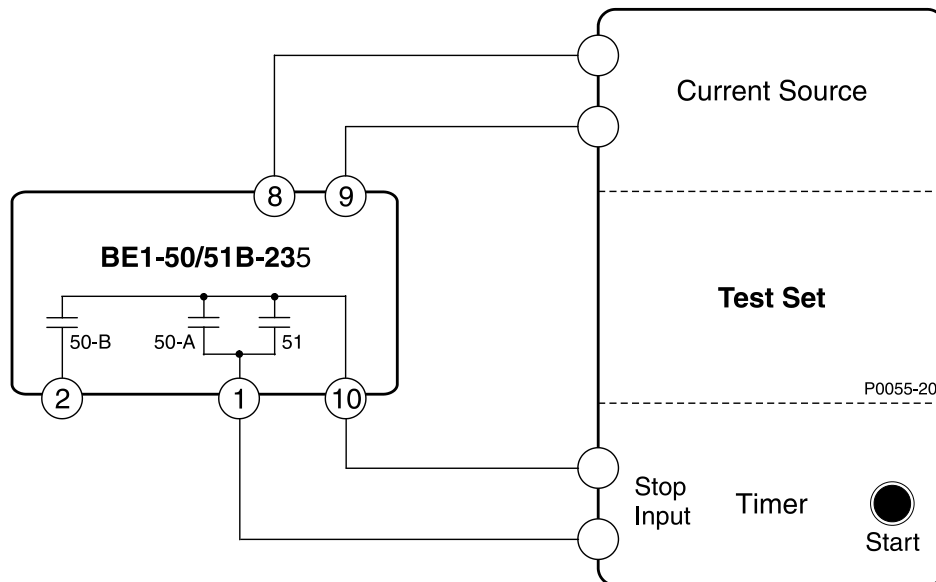 Current Source
8
9
BE1-50/51B-235
Test Set
50-B
50-A
51
P0055-20
2
1
10
Stop
Input
Timer
Start